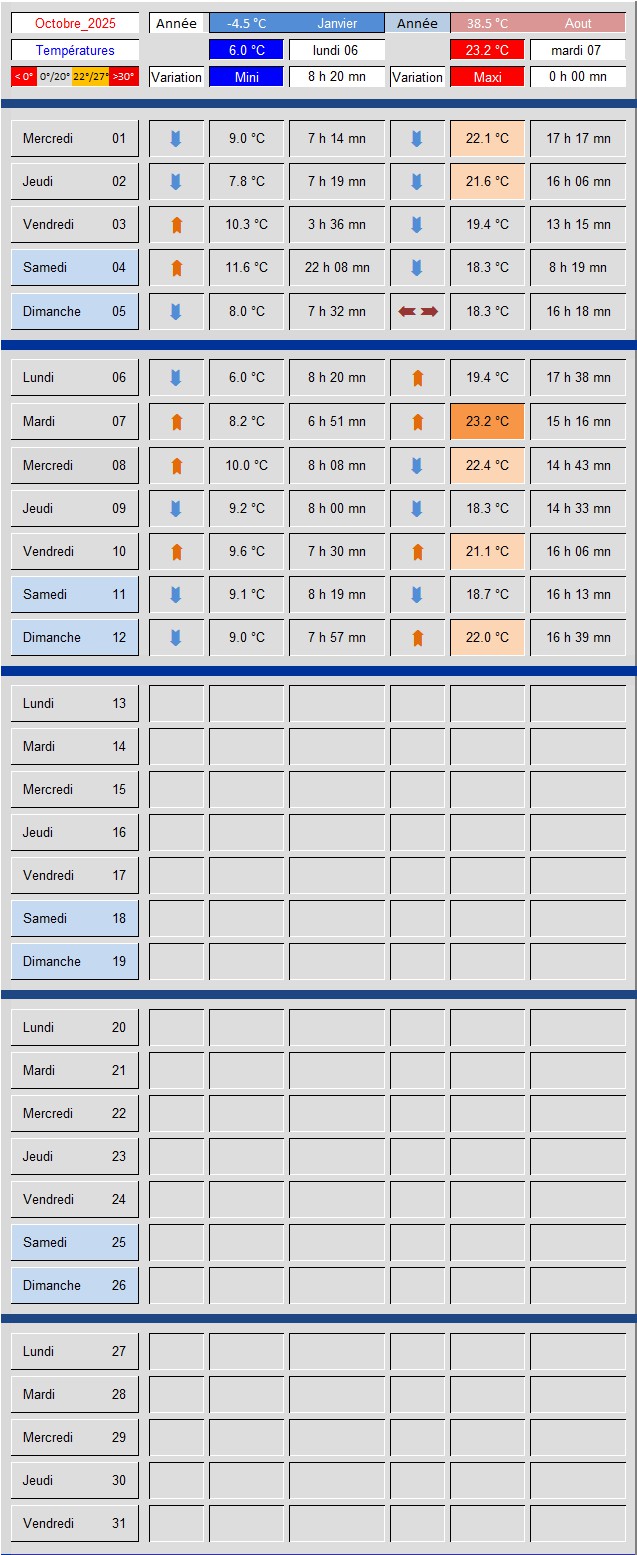 Octobre_2025 Année -4.5 °C Janvier Année 38.5 °C Aout
Températures 6.0 °C lundi 06 23.2 °C mardi 07
< 0° 0°/20° 22°/27° >30° Variation Mini 8 h 20 mn Variation Maxi 0 h 00 mn
Mercredi 01 9.0 °C 7 h 14 mn 22.1 °C 17 h 17 mn
Jeudi 02 7.8 °C 7 h 19 mn 21.6 °C 16 h 06 mn
Vendredi 03 10.3 °C 3 h 36 mn 19.4 °C 13 h 15 mn
Samedi 04 11.6 °C 22 h 08 mn 18.3 °C 8 h 19 mn
Dimanche 05 8.0 °C 7 h 32 mn 18.3 °C 16 h 18 mn
Lundi 06 6.0 °C 8 h 20 mn 19.4 °C 17 h 38 mn
Mardi 07 8.2 °C 6 h 51 mn 23.2 °C 15 h 16 mn
Mercredi 08 10.0 °C 8 h 08 mn 22.4 °C 14 h 43 mn
Jeudi 09 9.2 °C 8 h 00 mn 18.3 °C 14 h 33 mn
Vendredi 10 9.6 °C 7 h 30 mn 21.1 °C 16 h 06 mn
Samedi 11 9.1 °C 8 h 19 mn 18.7 °C 16 h 13 mn
Dimanche 12 9.0 °C 7 h 57 mn 22.0 °C 16 h 39 mn
Lundi 13
Mardi 14
Mercredi 15
Jeudi 16
Vendredi 17
Samedi 18
Dimanche 19
Lundi 20
Mardi 21
Mercredi 22
Jeudi 23
Vendredi 24
Samedi 25
Dimanche 26
Lundi 27
Mardi 28
Mercredi 29
Jeudi 30
Vendredi 31